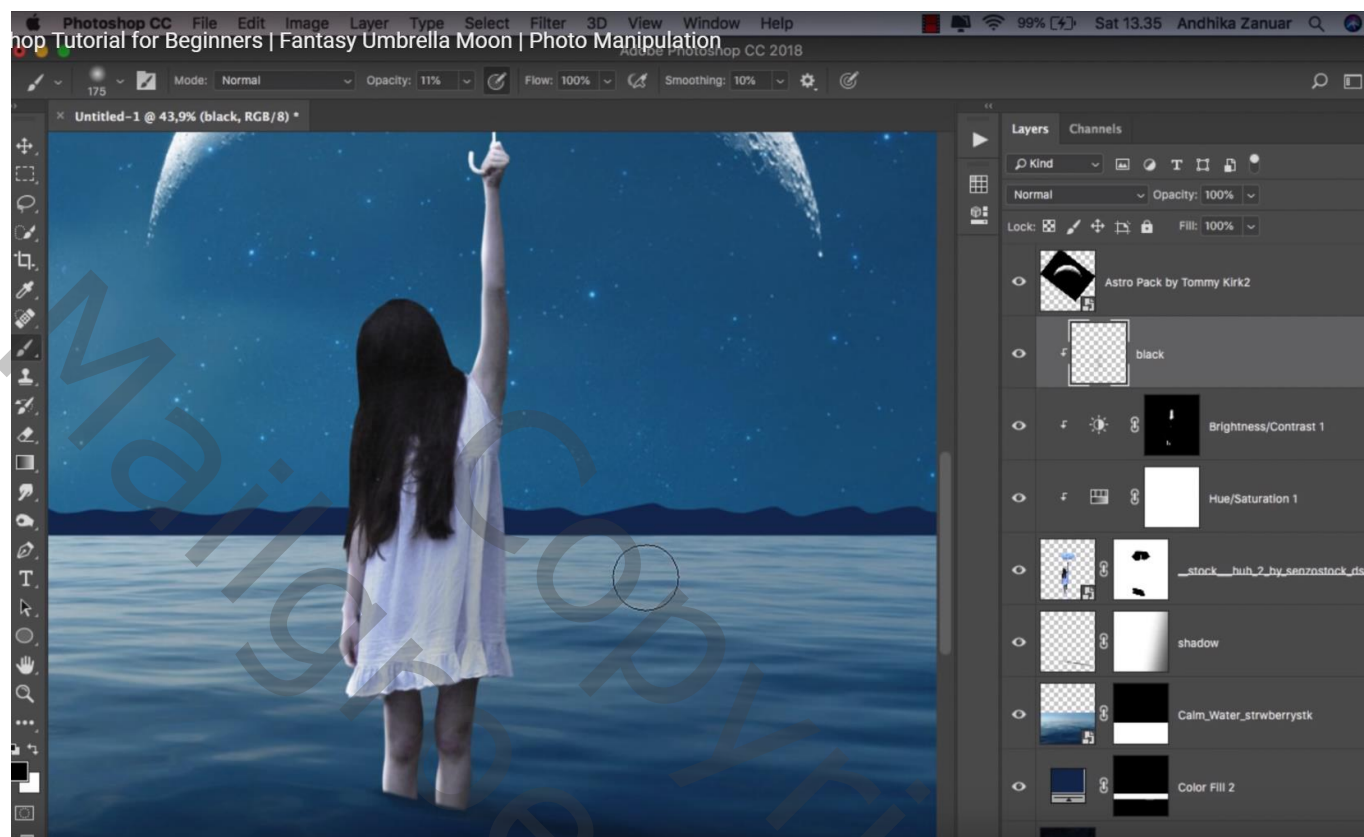 Photoshop CC File Edit Image Layer Type Select Filter 3D View Window Help 99% Sat 13.35 Andhika Zanuar
hop Tutorial for Beginners | Fantasy Umbrella Moon | Photo Manipulation
Adobe Photoshop CC 2018
175 Mode: Normal Opacity: 11% Flow: 100% Smoothing: 10%
Untitled-1 @ 43,9% (black, RGB/8) *
Layers Channels
Kind
Normal Opacity: 100%
Lock: Fill: 100%
Astro Pack by Tommy Kirk2
black
Brightness/Contrast 1
Hue/Saturation 1
__stock__huh_2_by_senzostock_ds
shadow
Calm_Water_strwberrystk
Color Fill 2